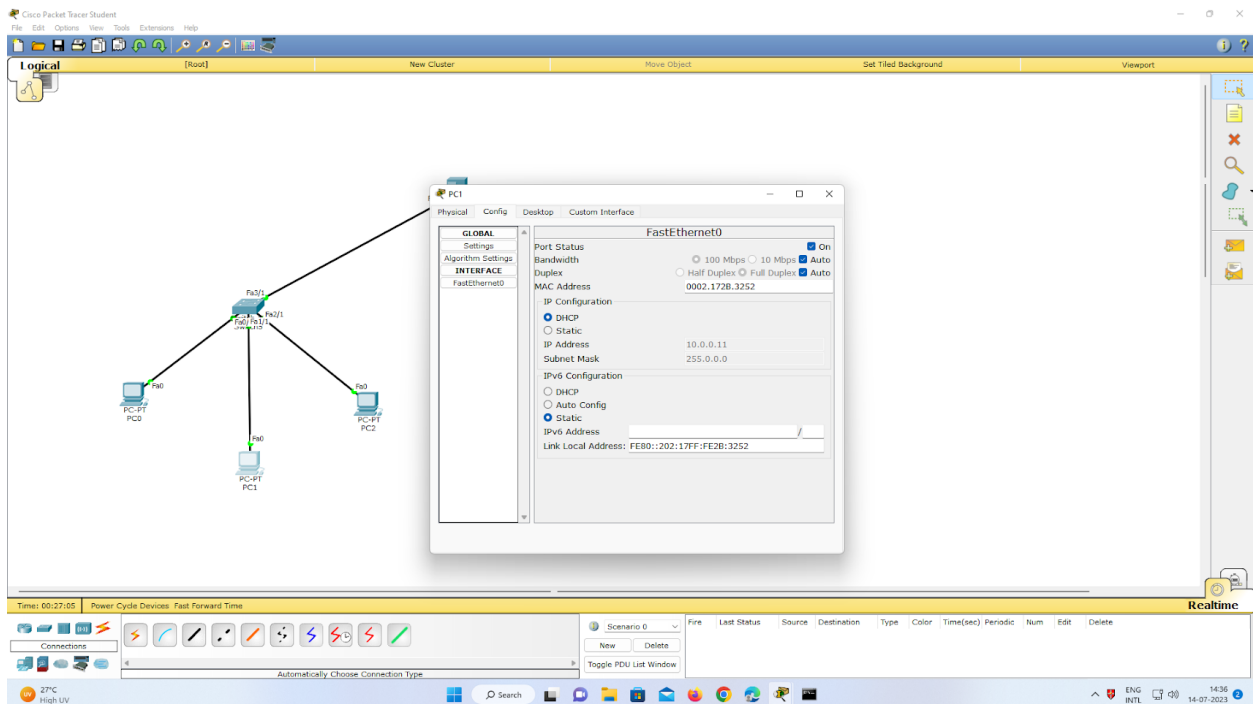 Cisco Packet Tracer Student
File Edit Options View Tools Extensions Help
Logical [Root] New Cluster Move Object Set Tiled Background Viewport
PC1
Physical Config Desktop Custom Interface
GLOBAL
Settings
Algorithm Settings
INTERFACE
FastEthernet0
FastEthernet0
Port Status On
Bandwidth 100 Mbps 10 Mbps Auto
Duplex Half Duplex Full Duplex Auto
MAC Address 0002.172B.3252
IP Configuration
DHCP
Static
IP Address 10.0.0.11
Subnet Mask 255.0.0.0
IPv6 Configuration
DHCP
Auto Config
Static
IPv6 Address /
Link Local Address: FE80::202:17FF:FE2B:3252
Fa3/1
Fa2/1
Fa0/ Fa1/1
Fa0
PC-PT
PC0
Fa0
PC-PT
PC2
Fa0
PC-PT
PC1
Time: 00:27:05 Power Cycle Devices Fast Forward Time Realtime
Connections
Automatically Choose Connection Type
Scenario 0
New Delete
Toggle PDU List Window
Fire Last Status Source Destination Type Color Time(sec) Periodic Num Edit Delete
27°C
High UV
UV
Search
ENG
INTL
14:36
14-07-2023
2